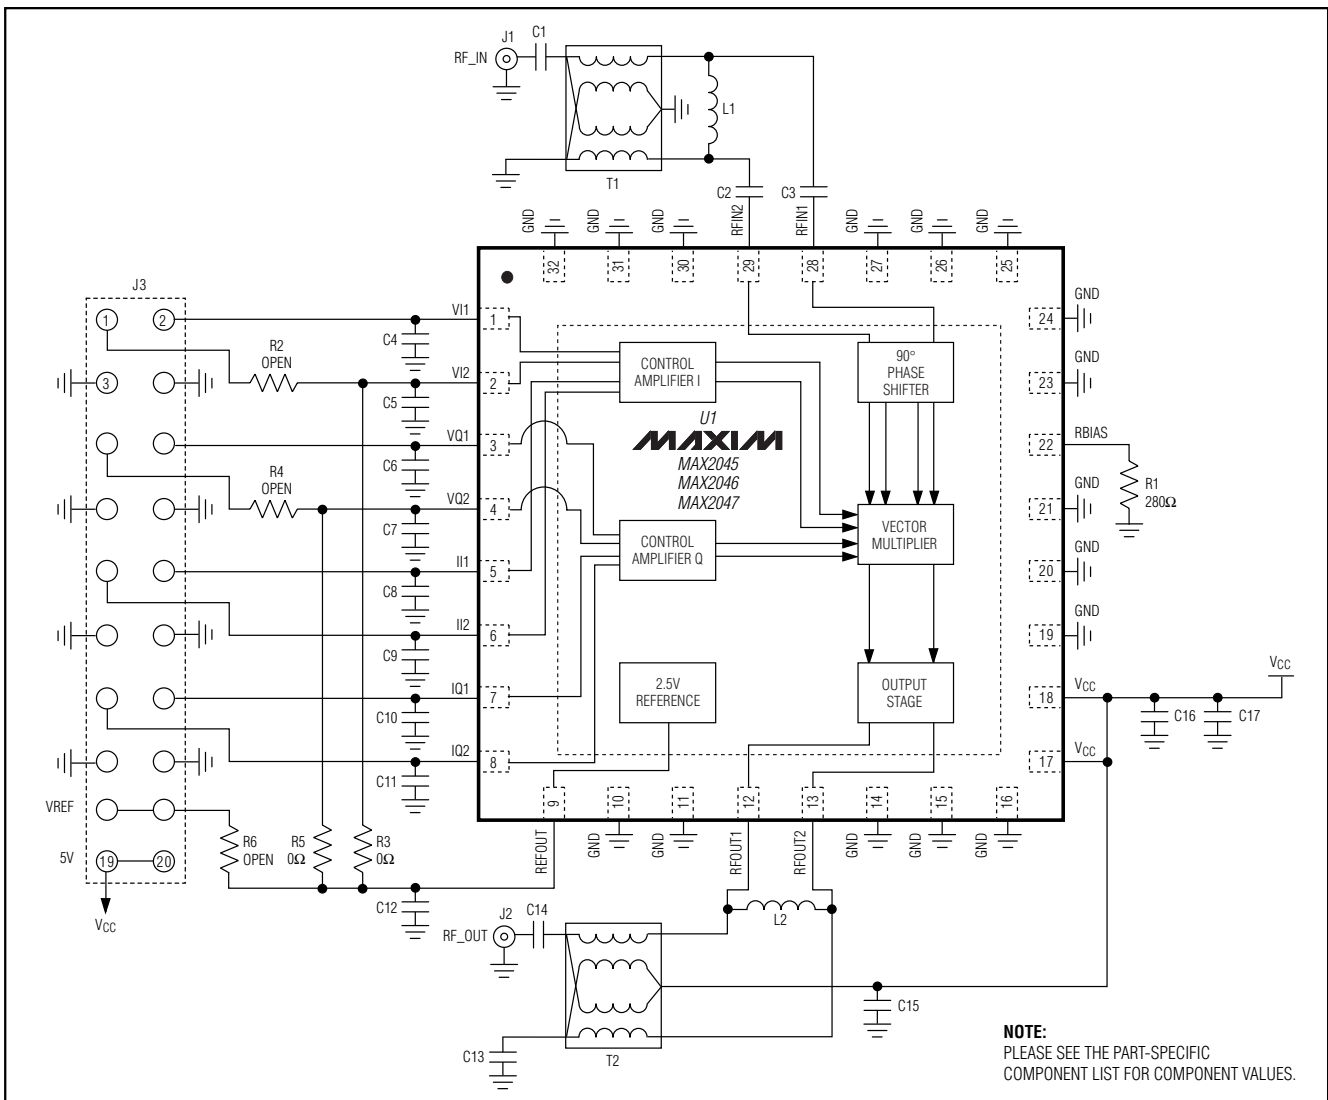 J1
C1
RF_IN
L1
T1
C2
C3
GND
GND
GND
RFIN2
RFIN1
GND
GND
GND
32
31
30
29
28
27
26
25
J3
1
2
3
R2
OPEN
R4
OPEN
VREF
5V
19
20
VCC
R6
OPEN
R5
0Ω
R3
0Ω
VI1
C4
VI2
C5
VQ1
C6
VQ2
C7
II1
C8
II2
C9
IQ1
C10
IQ2
C11
C12
1
2
3
4
5
6
7
8
CONTROL
AMPLIFIER I
90°
PHASE
SHIFTER
U1
MAXIM
MAX2045
MAX2046
MAX2047
CONTROL
AMPLIFIER Q
VECTOR
MULTIPLIER
2.5V
REFERENCE
OUTPUT
STAGE
24
GND
23
GND
22
RBIAS
R1
280Ω
21
GND
20
GND
19
GND
18
VCC
VCC
C16
C17
17
VCC
9
10
11
12
13
14
15
16
REFOUT
GND
GND
RFOUT1
RFOUT2
GND
GND
GND
L2
J2
C14
RF_OUT
C13
T2
C15
NOTE:
PLEASE SEE THE PART-SPECIFIC
COMPONENT LIST FOR COMPONENT VALUES.